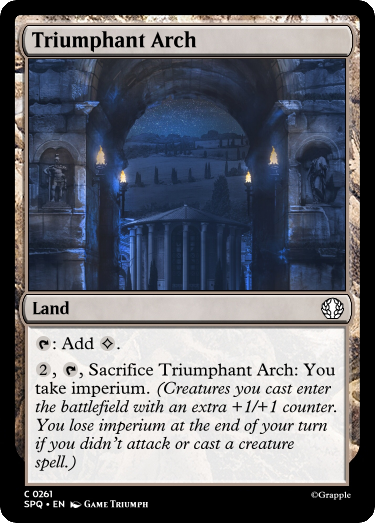 Triumphant Arch
Land
: Add .
2, , Sacrifice Triumphant Arch: You
take imperium. (Creatures you cast enter
the battlefield with an extra +1/+1 counter.
You lose imperium at the end of your turn
if you didn't attack or cast a creature
spell.)
C 0261
SPQ • EN Game Triumph
©Grapple